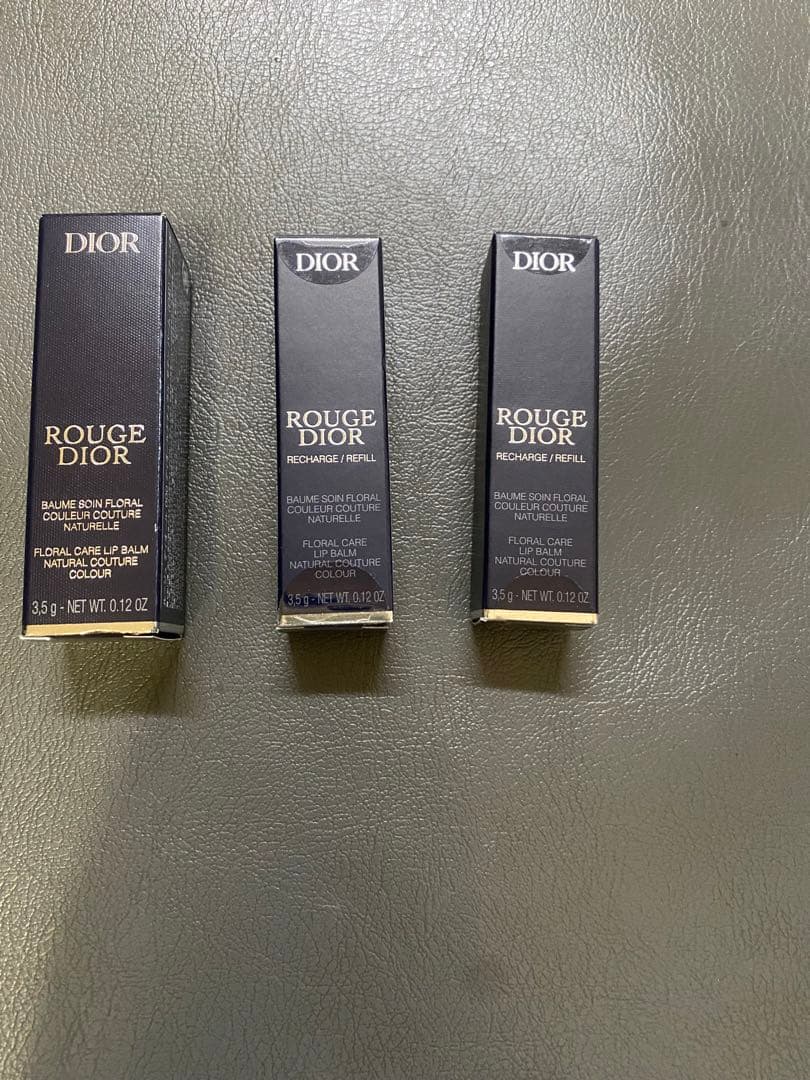 DIOR
ROUGE
DIOR
BAUME SOIN FLORAL
COULEUR COUTURE
NATURELLE
FLORAL CARE LIP BALM
NATURAL COUTURE
COLOUR
3,5 g - NET WT. 0.12 OZ
DIOR
ROUGE
DIOR
RECHARGE / REFILL
BAUME SOIN FLORAL
COULEUR COUTURE
NATURELLE
FLORAL CARE
LIP BALM
NATURAL COUTURE
COLOUR
3,5 g - NET WT. 0.12 OZ
DIOR
ROUGE
DIOR
RECHARGE / REFILL
BAUME SOIN FLORAL
COULEUR COUTURE
NATURELLE
FLORAL CARE
LIP BALM
NATURAL COUTURE
COLOUR
3,5 g - NET WT. 0.12 OZ